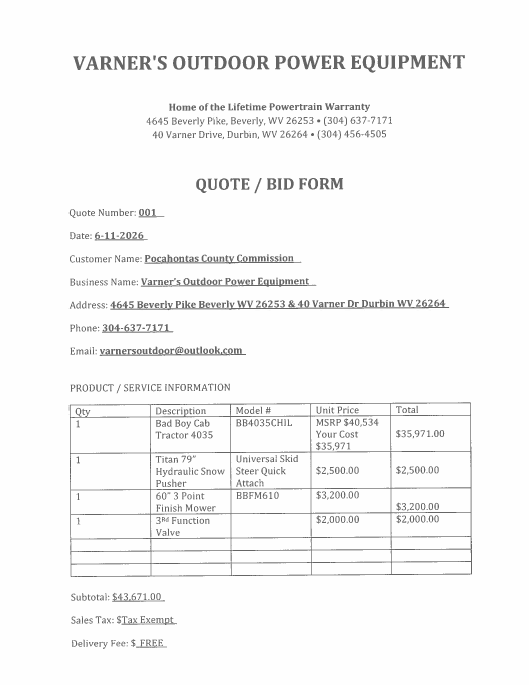 VARNER'S OUTDOOR POWER EQUIPMENT
Home of the Lifetime Powertrain Warranty
4645 Beverly Pike, Beverly, WV 26253 • (304) 637-7171
40 Varner Drive, Durbin, WV 26264 • (304) 456-4505
QUOTE / BID FORM
Quote Number: 001
Date: 6-11-2026
Customer Name: Pocahontas County Commission
Business Name: Varner's Outdoor Power Equipment
Address: 4645 Beverly Pike Beverly WV 26253 & 40 Varner Dr Durbin WV 26264
Phone: 304-637-7171
Email: varnersoutdoor@outlook.com
PRODUCT / SERVICE INFORMATION
Qty Description Model # Unit Price Total
1 Bad Boy Cab BB4035CHIL MSRP $40,534
Tractor 4035 Your Cost $35,971.00
$35,971
1 Titan 79" Universal Skid
Hydraulic Snow Steer Quick $2,500.00 $2,500.00
Pusher Attach
1 60" 3 Point BBFM610 $3,200.00
Finish Mower $3,200.00
1 3Rd Function $2,000.00 $2,000.00
Valve
Subtotal: $43,671.00
Sales Tax: $Tax Exempt
Delivery Fee: $ FREE